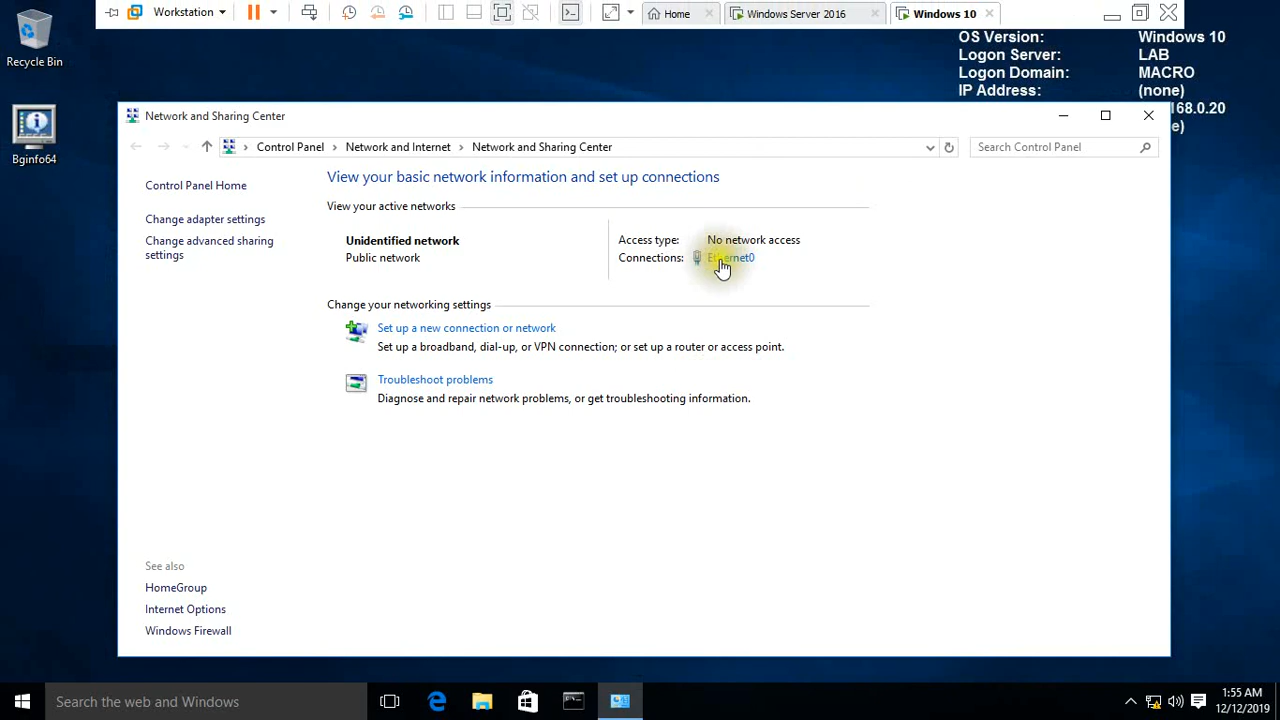 Workstation
Home
Windows Server 2016
Windows 10
Recycle Bin
Bginfo64
OS Version: Windows 10
Logon Server: LAB
Logon Domain: MACRO
IP Address: (none)
168.0.20
e)
Network and Sharing Center
Control Panel > Network and Internet > Network and Sharing Center
Search Control Panel
Control Panel Home
Change adapter settings
Change advanced sharing
settings
View your basic network information and set up connections
View your active networks
Unidentified network
Public network
Access type: No network access
Connections: Ethernet0
Change your networking settings
Set up a new connection or network
Set up a broadband, dial-up, or VPN connection; or set up a router or access point.
Troubleshoot problems
Diagnose and repair network problems, or get troubleshooting information.
See also
HomeGroup
Internet Options
Windows Firewall
Search the web and Windows
1:55 AM
12/12/2019